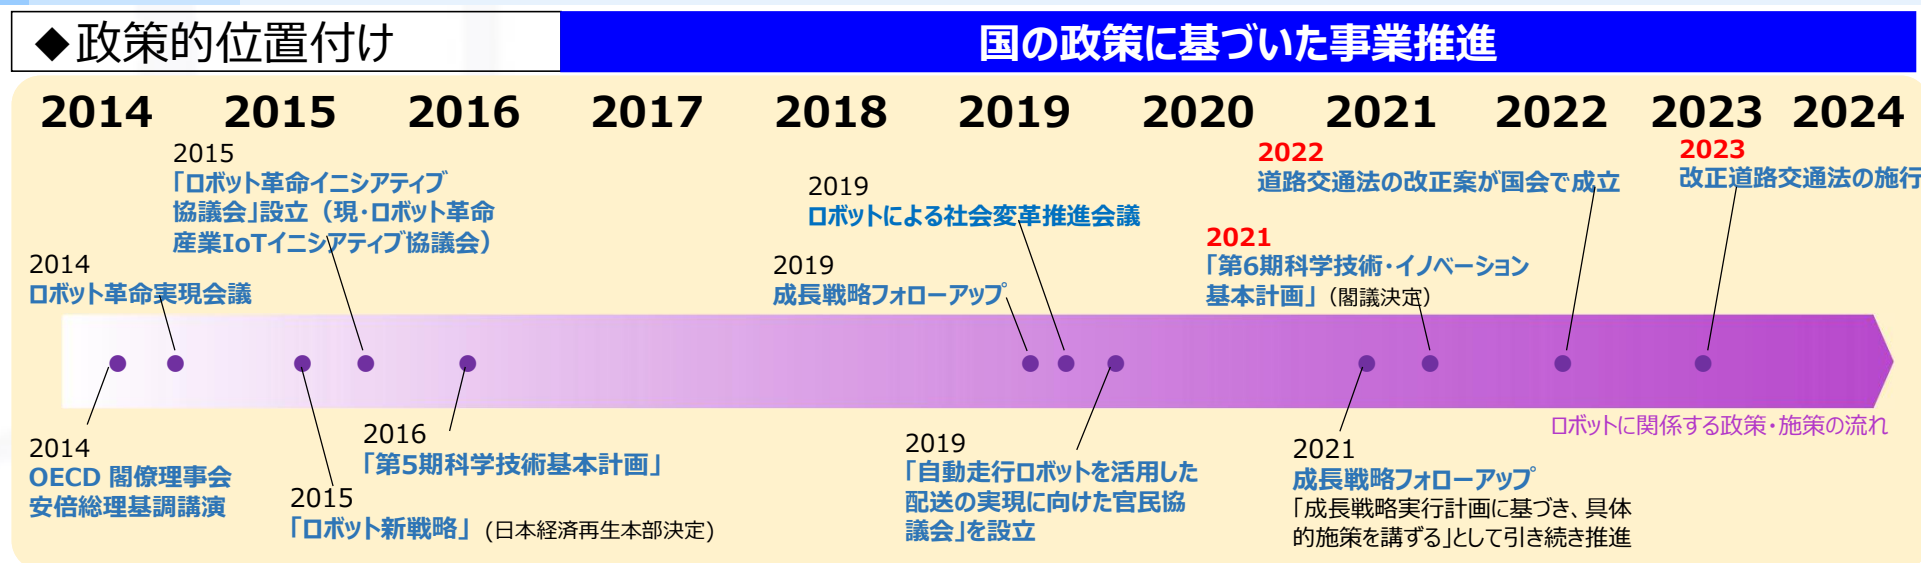 ◆政策的位置付け
国の政策に基づいた事業推進
2014 2015 2016 2017 2018 2019 2020 2021 2022 2023 2024
2015
「ロボット革命イニシアティブ
協議会」設立（現・ロボット革命
産業IoTイニシアティブ協議会）
2014
ロボット革命実現会議
2019
ロボットによる社会変革推進会議
2019
成長戦略フォローアップ
2022
道路交通法の改正案が国会で成立
2023
改正道路交通法の施行
2021
「第6期科学技術・イノベーション
基本計画」（閣議決定）
2014
OECD 閣僚理事会
安倍総理基調講演
2015
「ロボット新戦略」 (日本経済再生本部決定)
2016
「第5期科学技術基本計画」
2019
「自動走行ロボットを活用した
配送の実現に向けた官民協
議会」を設立
2021
成長戦略フォローアップ
「成長戦略実行計画に基づき、具体
的施策を講ずる」として引き続き推進
ロボットに関係する政策・施策の流れ